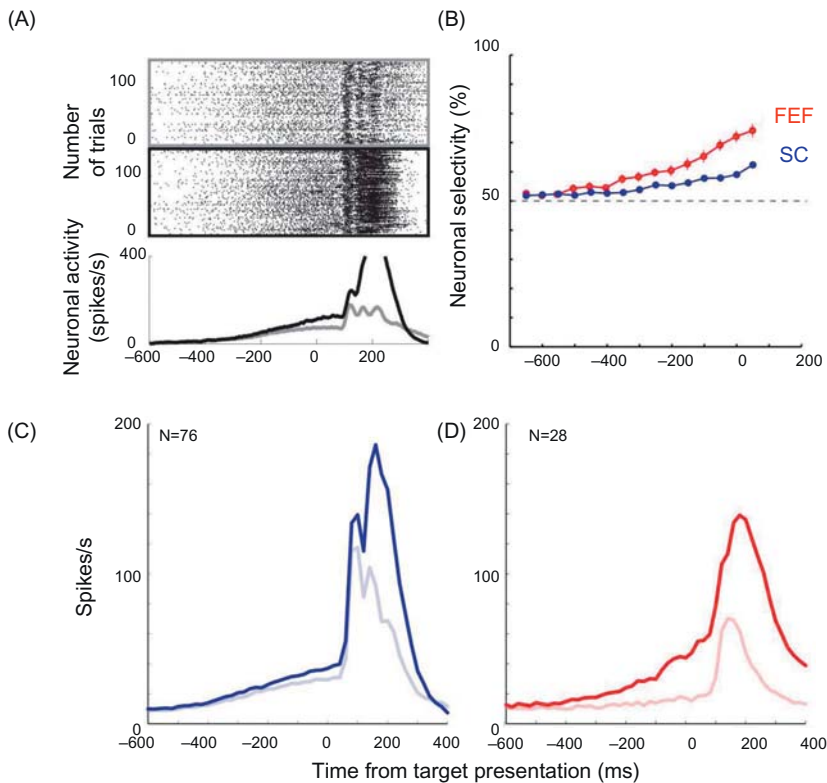 (A)
100
0
100
0
Number
of trials
400
0
Neuronal activity
(spikes/s)
–600 –400 –200 0 200
(B)
100
50
0
Neuronal selectivity (%)
FEF
SC
–600 –400 –200 0 200
(C)
200
100
0
Spikes/s
N=76
–600 –400 –200 0 200 400
(D)
200
100
0
N=28
–600 –400 –200 0 200 400
Time from target presentation (ms)